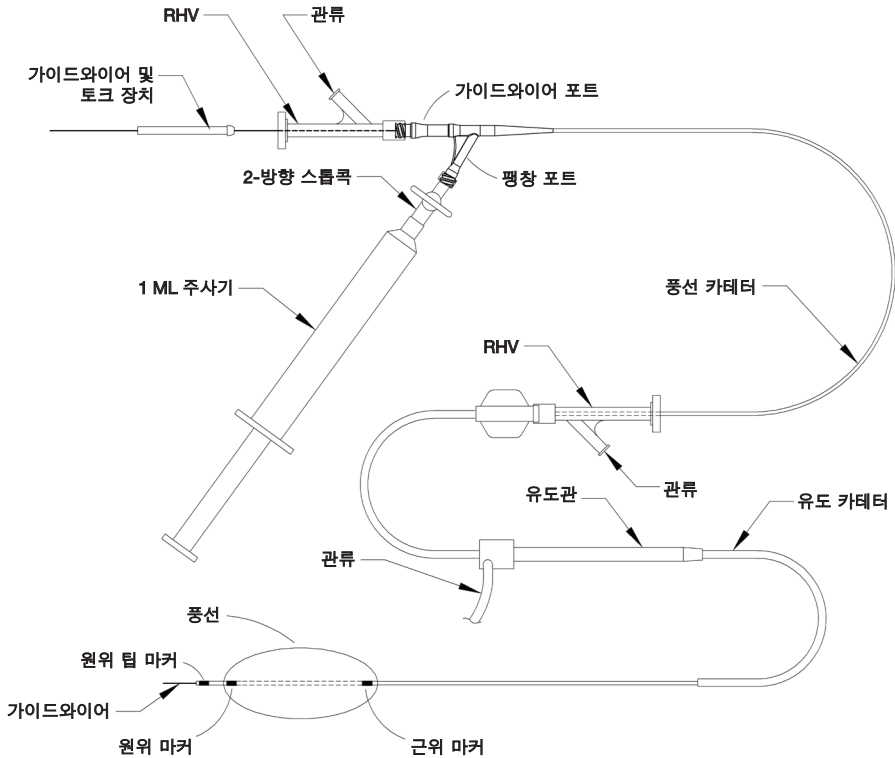 RHV
관류
가이드와이어 및
토크 장치
가이드와이어 포트
2-방향 스톱콕
팽창 포트
1 ML 주사기
풍선 카테터
RHV
관류
유도관
유도 카테터
관류
풍선
원위 팁 마커
가이드와이어
원위 마커
근위 마커